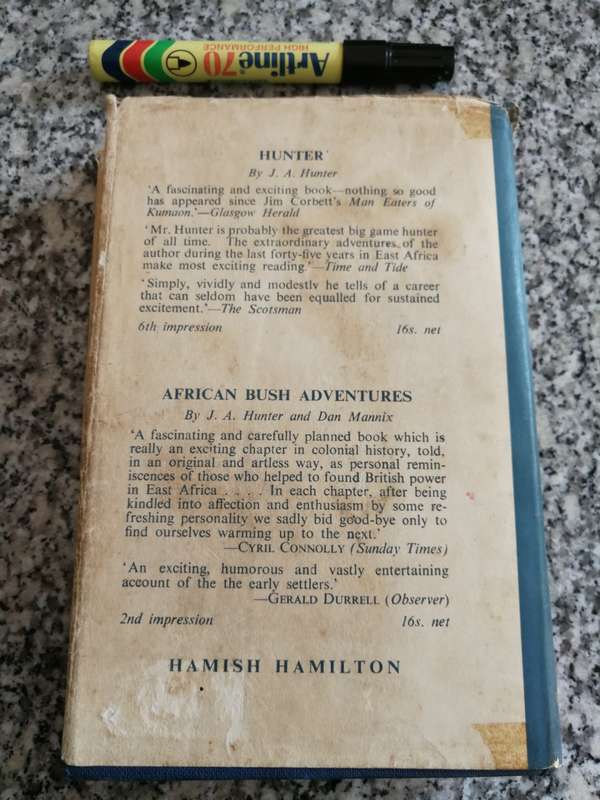 Artline 70
HIGH PERFORMANCE
HUNTER
By J. A. Hunter
'A fascinating and exciting book—nothing so good
has appeared since Jim Corbett's Man Eaters of
Kumaon.'—Glasgow Herald
'Mr. Hunter is probably the greatest big game hunter
of all time. The extraordinary adventures of the
author during the last forty-five years in East Africa
make most exciting reading.'—Time and Tide
'Simply, vividly and modestly he tells of a career
that can seldom have been equalled for sustained
excitement.'—The Scotsman
6th impression 16s. net
AFRICAN BUSH ADVENTURES
By J. A. Hunter and Dan Mannix
'A fascinating and carefully planned book which is
really an exciting chapter in colonial history, told,
in an original and artless way, as personal remin-
iscences of those who helped to found British power
in East Africa . . . . In each chapter, after being
kindled into affection and enthusiasm by some re-
freshing personality we sadly bid good-bye only to
find ourselves warming up to the next.'
—CYRIL CONNOLLY (Sunday Times)
'An exciting, humorous and vastly entertaining
account of the the early settlers.'
—GERALD DURRELL (Observer)
2nd impression 16s. net
HAMISH HAMILTON